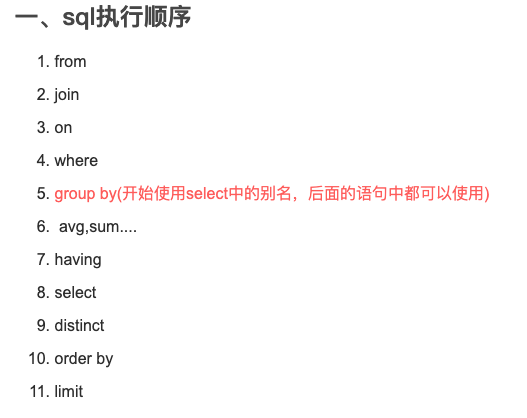 一、sql执行顺序
1. from
2. join
3. on
4. where
5. group by(开始使用select中的别名，后面的语句中都可以使用)
6. avg,sum....
7. having
8. select
9. distinct
10. order by
11. limit